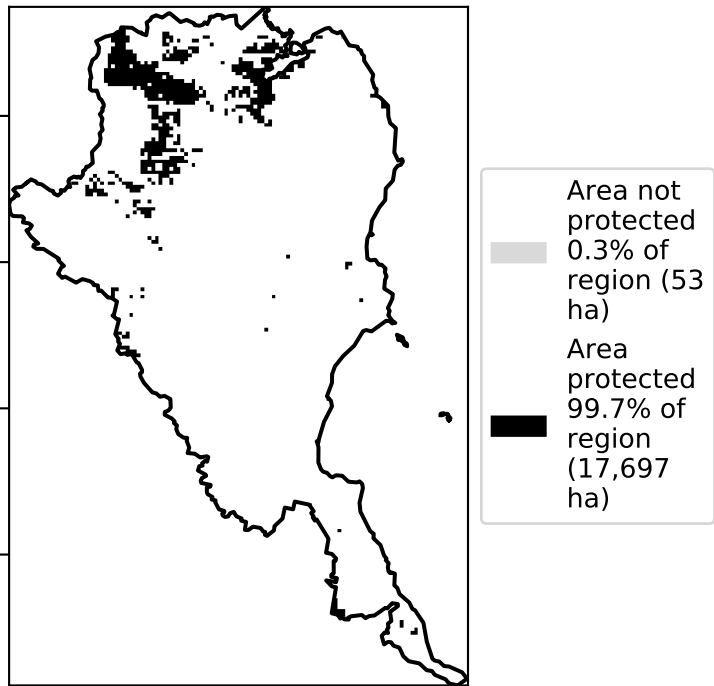 Area not
protected
0.3% of
region (53
ha)
Area
protected
99.7% of
region
(17,697
ha)